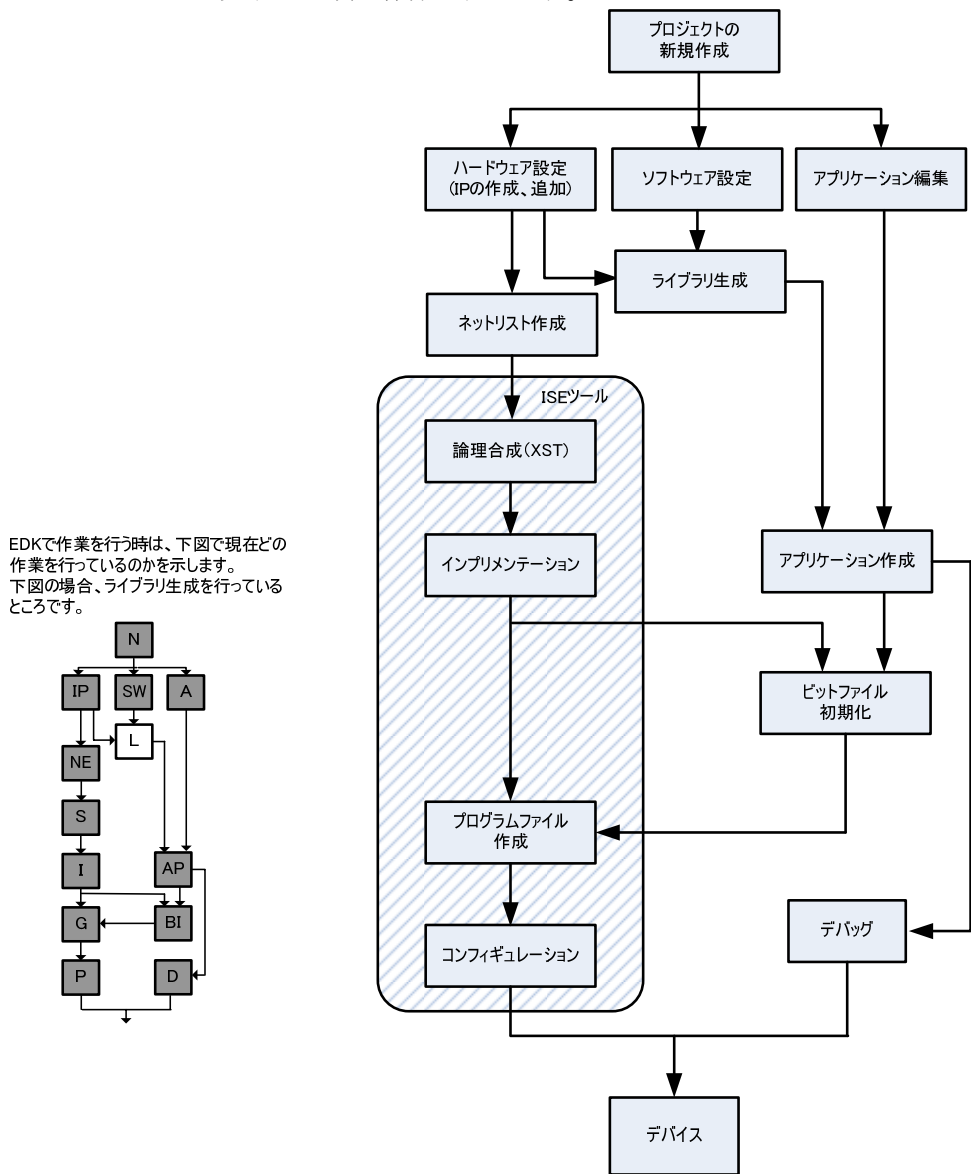 プロジェクトの
新規作成
ハードウェア設定
(IPの作成、追加)
ソフトウェア設定
アプリケーション編集
ライブラリ生成
ネットリスト作成
ISEツール
論理合成(XST)
インプリメンテーション
アプリケーション作成
ビットファイル
初期化
プログラムファイル
作成
コンフィギュレーション
デバッグ
デバイス
EDKで作業を行う時は、下図で現在どの
作業を行っているのかを示します。
下図の場合、ライブラリ生成を行っている
ところです。
N
IP
SW
A
L
NE
S
I
AP
G
BI
P
D